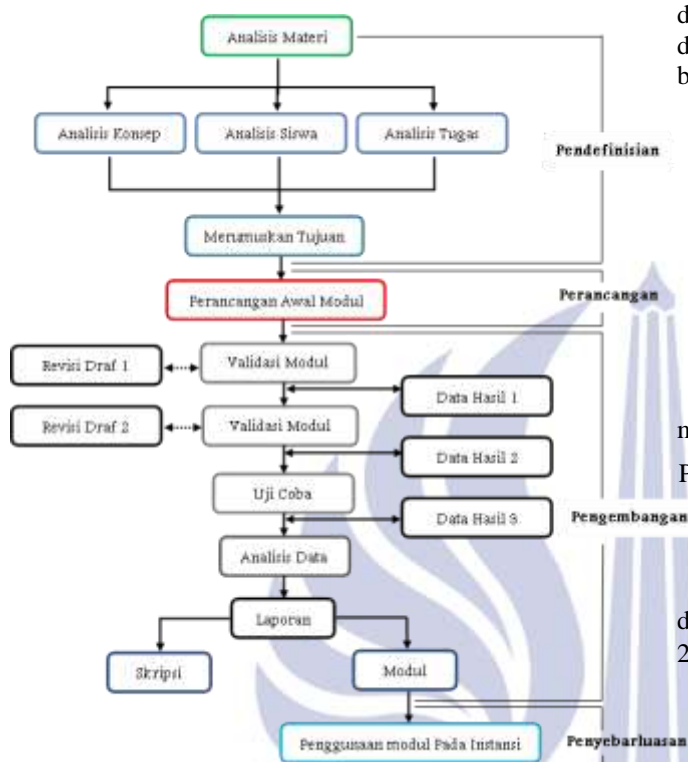 Analisis Materi
Analisis Konsep
Analisis Siswa
Analisis Tugas
Pendefinisian
Merumuskan Tujuan
Perancangan Awal Modul
Perancangan
Revisi Draf 1
Validasi Modul
Data Hasil 1
Revisi Draf 2
Validasi Modul
Data Hasil 2
Uji Coba
Data Hasil 3
Pengembangan
Analisis Data
Laporan
Skripsi
Modul
Penggunaan modul Pada Instansi
Penyebarluasan